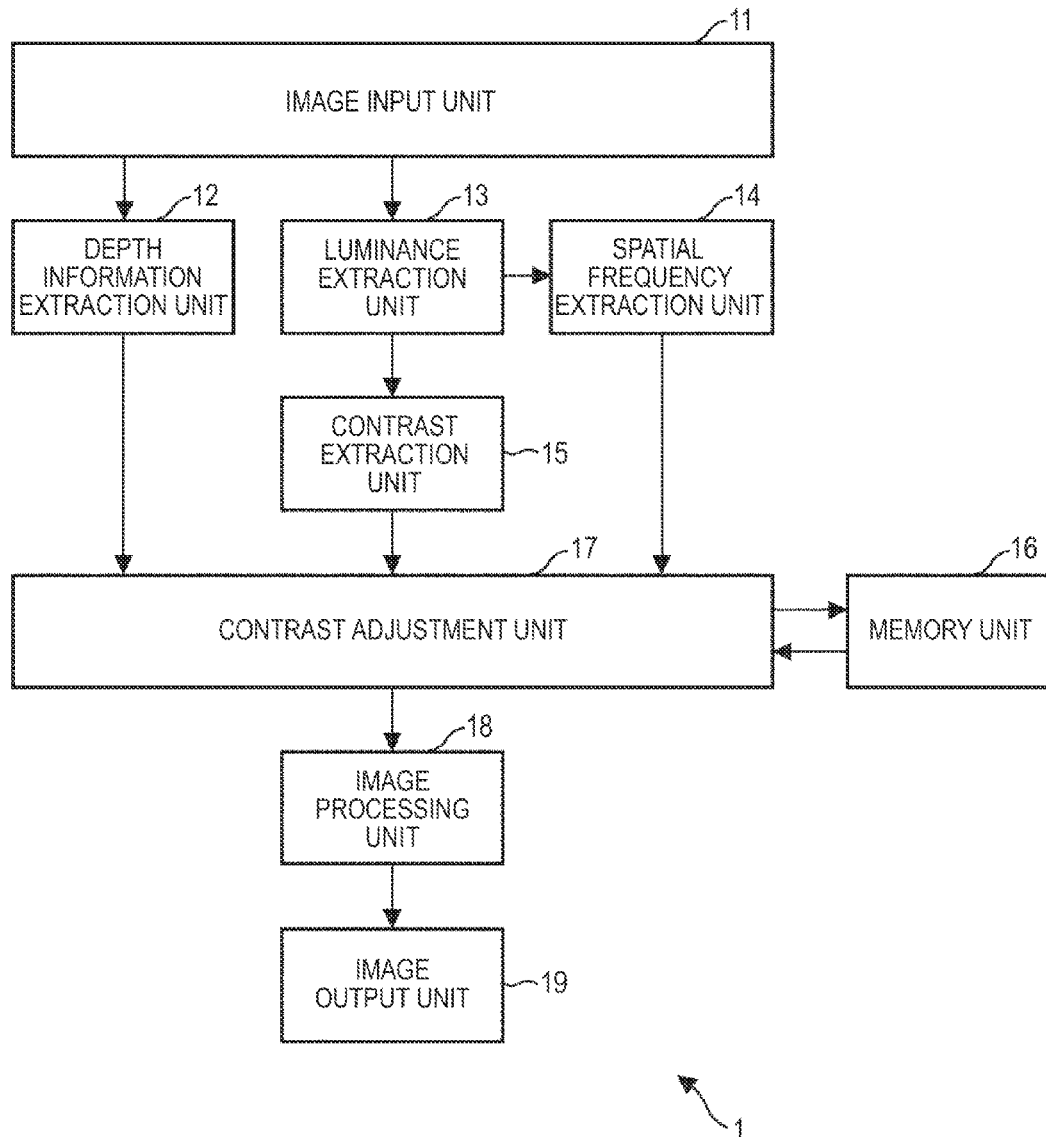 11
IMAGE INPUT UNIT
12
13
14
DEPTH
INFORMATION
EXTRACTION UNIT
LUMINANCE
EXTRACTION
UNIT
SPATIAL
FREQUENCY
EXTRACTION UNIT
CONTRAST
EXTRACTION
UNIT
15
17
16
CONTRAST ADJUSTMENT UNIT
MEMORY UNIT
18
IMAGE
PROCESSING
UNIT
IMAGE
OUTPUT UNIT
19
1